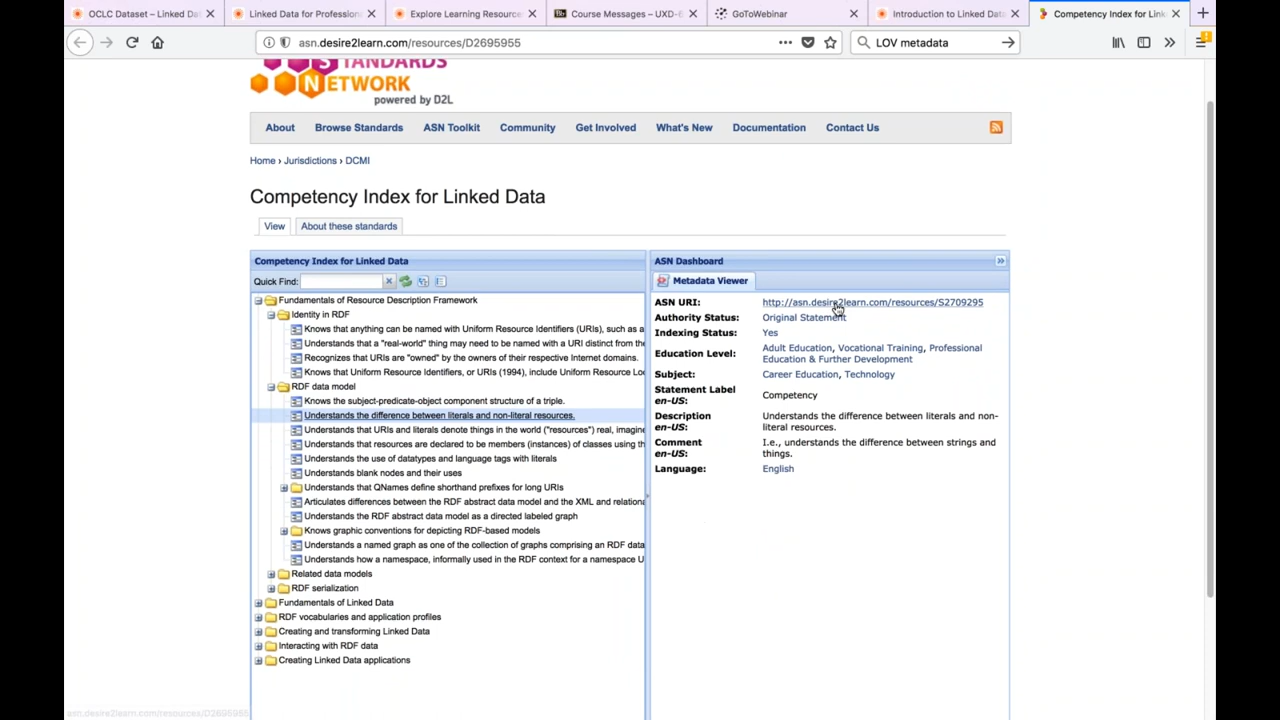 OCLC Dataset – Linked Dat
Linked Data for Profession
Explore Learning Resource
Course Messages – UXD-6
GoToWebinar
Introduction to Linked Data
Competency Index for Link
asn.desire2learn.com/resources/D2695955
LOV metadata
STANDARDS
NETWORK
powered by D2L
About
Browse Standards
ASN Toolkit
Community
Get Involved
What's New
Documentation
Contact Us
Home › Jurisdictions › DCMI
Competency Index for Linked Data
View
About these standards
Competency Index for Linked Data
Quick Find:
Fundamentals of Resource Description Framework
Identity in RDF
Knows that anything can be named with Uniform Resource Identifiers (URIs), such as a
Understands that a "real-world" thing may need to be named with a URI distinct from the
Recognizes that URIs are "owned" by the owners of their respective Internet domains.
Knows that Uniform Resource Identifiers, or URIs (1994), include Uniform Resource Lo
RDF data model
Knows the subject-predicate-object component structure of a triple.
Understands the difference between literals and non-literal resources.
Understands that URIs and literals denote things in the world ("resources") real, imagine
Understands that resources are declared to be members (instances) of classes using th
Understands the use of datatypes and language tags with literals
Understands blank nodes and their uses
Understands that QNames define shorthand prefixes for long URIs
Articulates differences between the RDF abstract data model and the XML and relationa
Understands the RDF abstract data model as a directed labeled graph
Knows graphic conventions for depicting RDF-based models
Understands a named graph as one of the collection of graphs comprising an RDF data
Understands how a namespace, informally used in the RDF context for a namespace U
Related data models
RDF serialization
Fundamentals of Linked Data
RDF vocabularies and application profiles
Creating and transforming Linked Data
Interacting with RDF data
Creating Linked Data applications
ASN Dashboard
Metadata Viewer
ASN URI: http://asn.desire2learn.com/resources/S2709295
Authority Status: Original Statement
Indexing Status: Yes
Education Level: Adult Education, Vocational Training, Professional
Education & Further Development
Subject: Career Education, Technology
Statement Label
en-US: Competency
Description
en-US: Understands the difference between literals and non-
literal resources.
Comment
en-US: I.e., understands the difference between strings and
things.
Language: English
asn.desire2learn.com/resources/D2695955